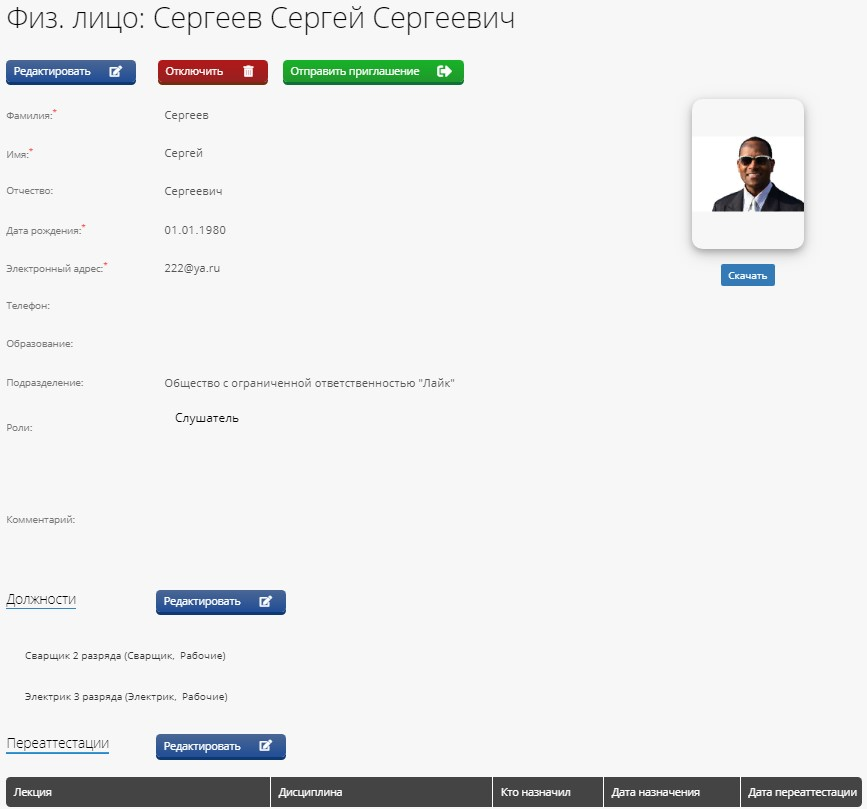 Физ. лицо: Сергеев Сергей Сергеевич
Редактировать Отключить Отправить приглашение
Фамилия:* Сергеев
Имя:* Сергей
Отчество: Сергеевич
Дата рождения:* 01.01.1980
Электронный адрес:* 222@ya.ru
Скачать
Телефон:
Образование:
Подразделение: Общество с ограниченной ответственностью "Лайк"
Роли: Слушатель
Комментарий:
Должности Редактировать
Сварщик 2 разряда (Сварщик, Рабочие)
Электрик 3 разряда (Электрик, Рабочие)
Переаттестации Редактировать
Лекция Дисциплина Кто назначил Дата назначения Дата переаттестации